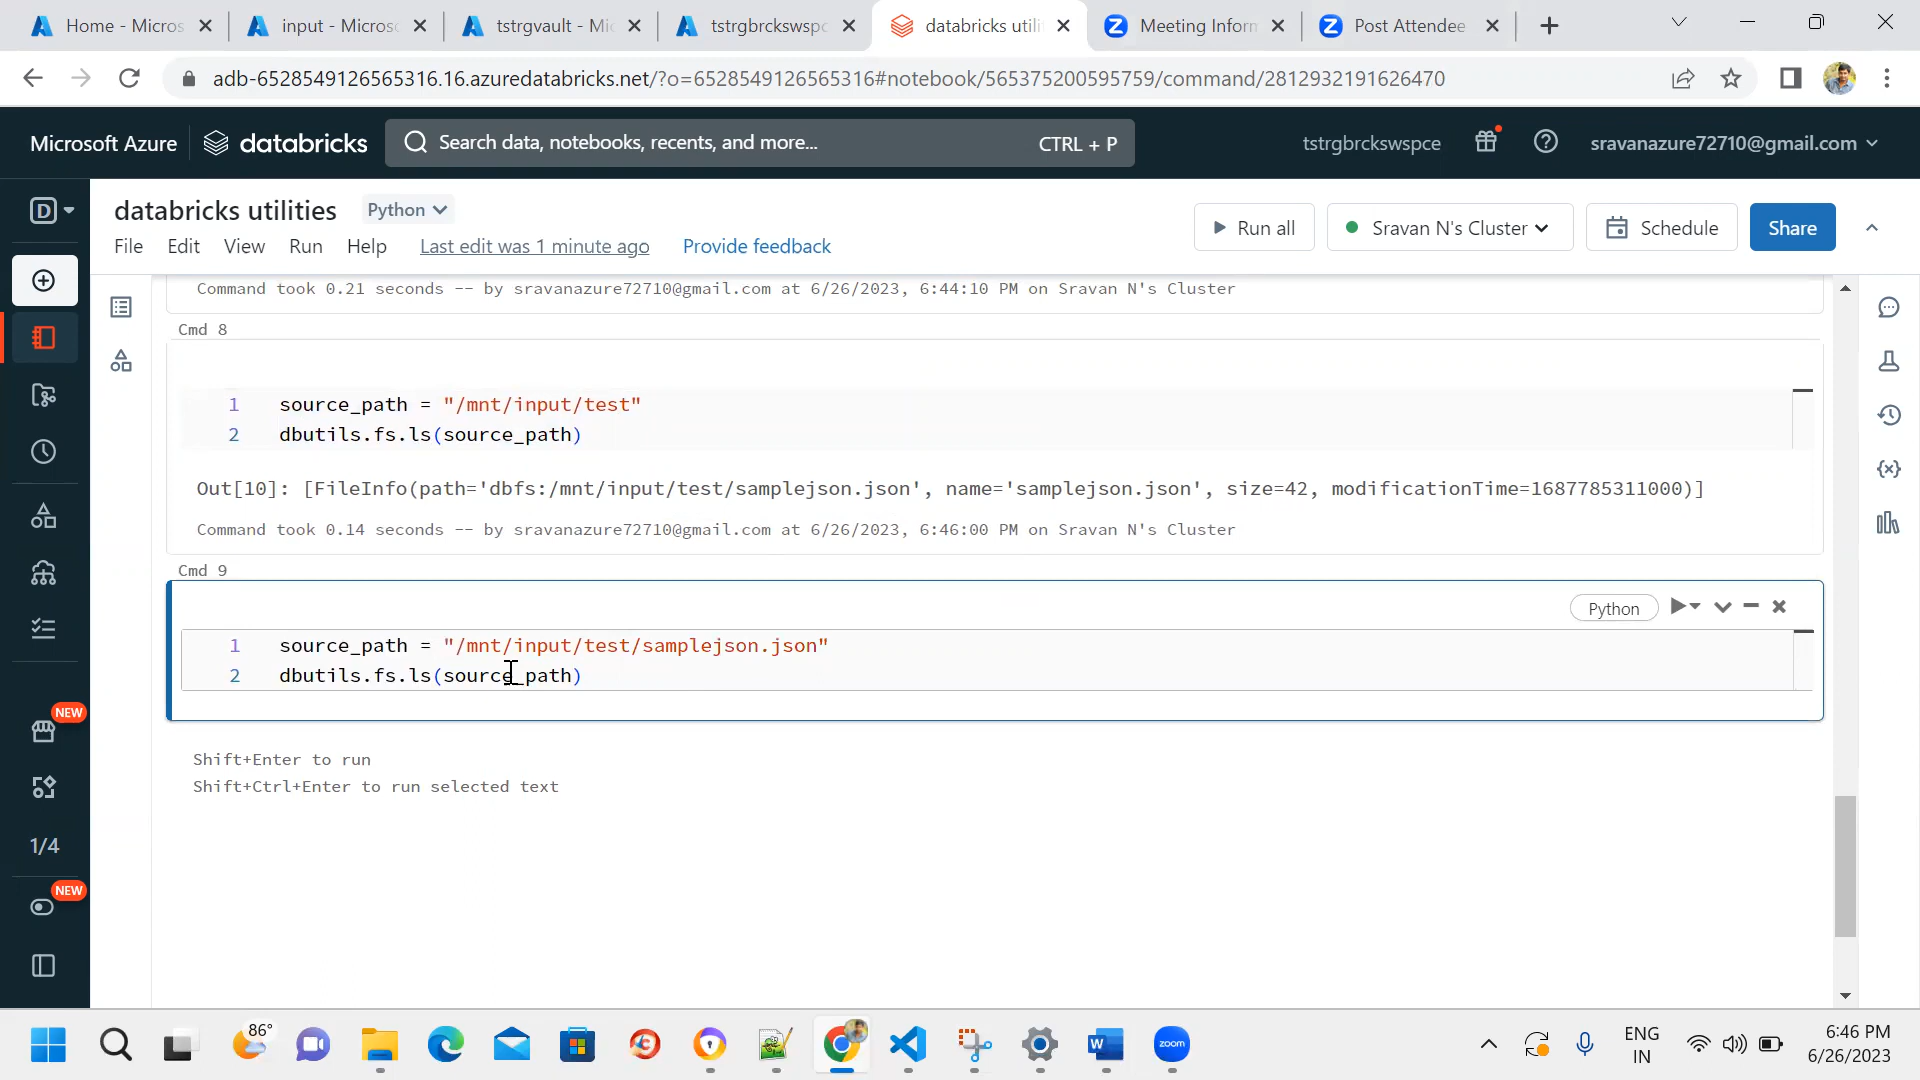 Home - Micros
input - Microso
tstrgvault - Mic
tstrgbrckswspc
databricks utili
Meeting Inform
Post Attendee
adb-6528549126565316.16.azuredatabricks.net/?o=6528549126565316#notebook/565375200595759/command/2812932191626470
Microsoft Azure
databricks
Search data, notebooks, recents, and more...
CTRL + P
tstrgbrckswspce
sravanazure72710@gmail.com
D
databricks utilities
Python
File
Edit
View
Run
Help
Last edit was 1 minute ago
Provide feedback
Run all
Sravan N's Cluster
Schedule
Share
Command took 0.21 seconds -- by sravanazure72710@gmail.com at 6/26/2023, 6:44:10 PM on Sravan N's Cluster
Cmd 8
1 source_path = "/mnt/input/test"
2 dbutils.fs.ls(source_path)
Out[10]: [FileInfo(path='dbfs:/mnt/input/test/samplejson.json', name='samplejson.json', size=42, modificationTime=1687785311000)]
Command took 0.14 seconds -- by sravanazure72710@gmail.com at 6/26/2023, 6:46:00 PM on Sravan N's Cluster
Cmd 9
Python
1 source_path = "/mnt/input/test/samplejson.json"
2 dbutils.fs.ls(source_path)
Shift+Enter to run
Shift+Ctrl+Enter to run selected text
NEW
1/4
NEW
86°
zoom
ENG
IN
6:46 PM
6/26/2023